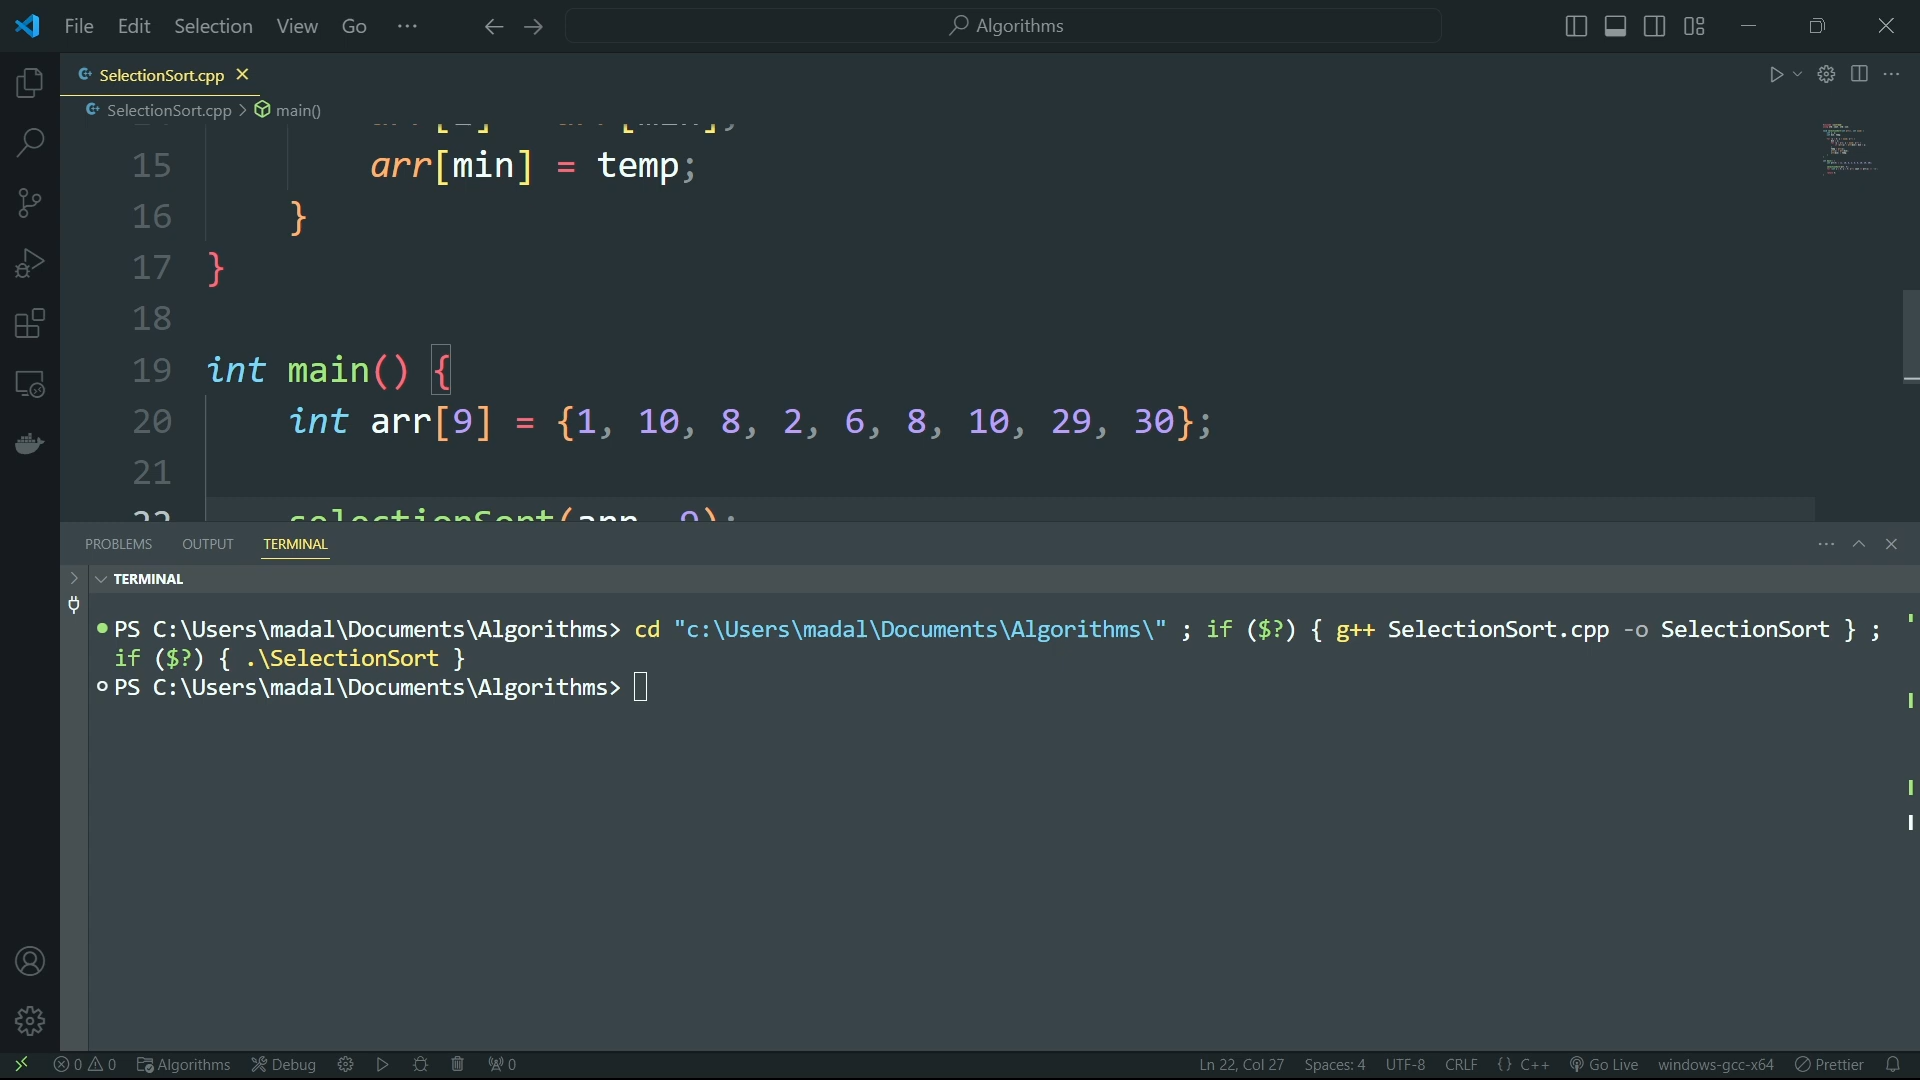 File Edit Selection View Go ··· Algorithms
SelectionSort.cpp
SelectionSort.cpp > main()
15 arr[min] = temp;
16 }
17 }
18
19 int main() {
20 int arr[9] = {1, 10, 8, 2, 6, 8, 10, 29, 30};
21
22 selectionSort(arr, 9);
PROBLEMS OUTPUT TERMINAL
TERMINAL
PS C:\Users\madal\Documents\Algorithms> cd "c:\Users\madal\Documents\Algorithms\" ; if ($?) { g++ SelectionSort.cpp -o SelectionSort } ;
if ($?) { .\SelectionSort }
PS C:\Users\madal\Documents\Algorithms>
0 0 Algorithms Debug 0 Ln 22, Col 27 Spaces: 4 UTF-8 CRLF {} C++ Go Live windows-gcc-x64 Prettier